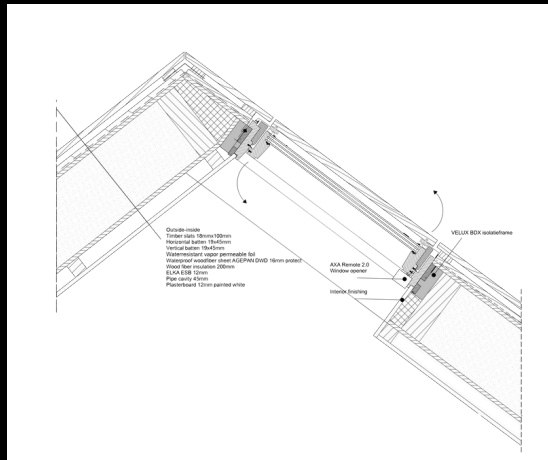 Outside-inside
Timber slats 18mmx100mm
Horizontal batten 19x45mm
Vertical batten 19x45mm
Waterresistant vapor permeable foil
Waterproof woodfiber sheet AGEPAN DWD 16mm protect
Wood fiber insulation 200mm
ELKA ESB 12mm
Pipe cavity 45mm
Plasterboard 12mm painted white
VELUX BDX isolatieframe
AXA Remote 2.0
Window opener
Interior finishing